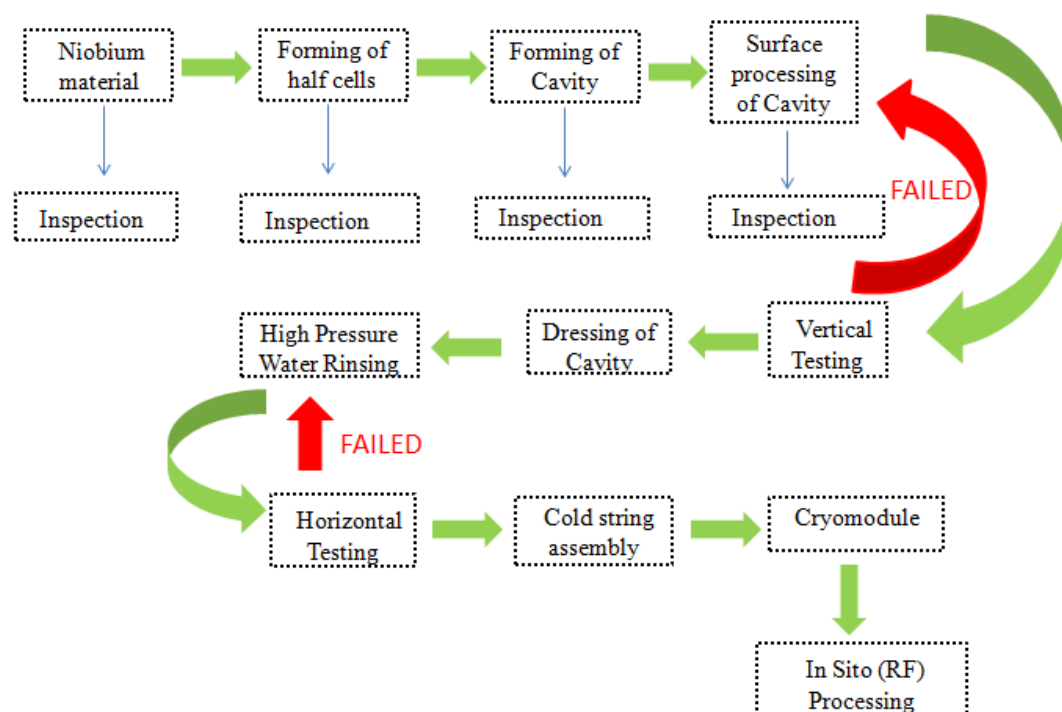 Niobium
material
Forming of
half cells
Forming of
Cavity
Surface
processing
of Cavity
Inspection
Inspection
Inspection
Inspection
FAILED
High Pressure
Water Rinsing
Dressing of
Cavity
Vertical
Testing
FAILED
Horizontal
Testing
Cold string
assembly
Cryomodule
In Sito (RF)
Processing